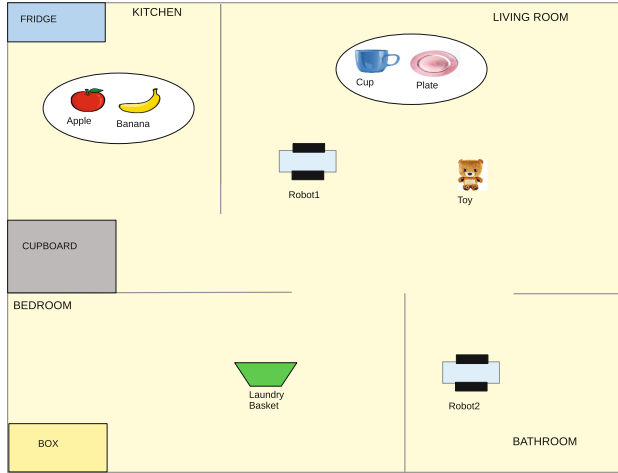 FRIDGE
KITCHEN
LIVING ROOM
Apple
Banana
Cup
Plate
Robot1
Toy
CUPBOARD
BEDROOM
Laundry
Basket
Robot2
BOX
BATHROOM